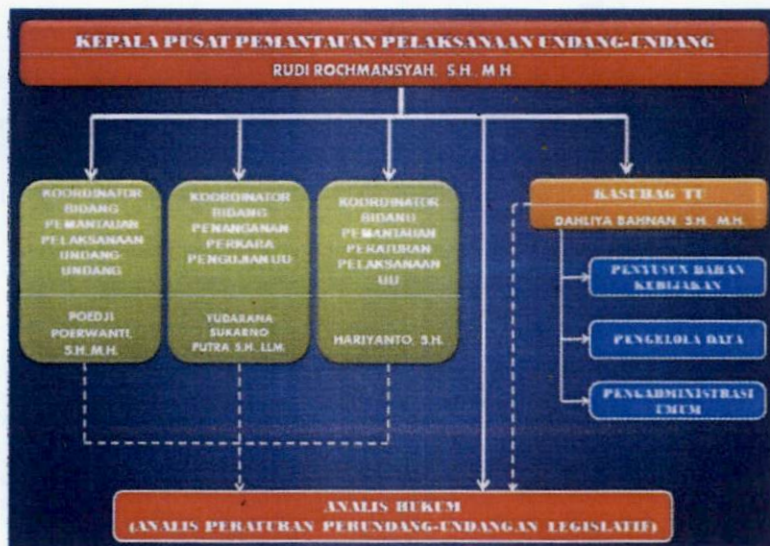 KEPALA PUSAT PEMANTAUAN PELAKSANAAN UNDANG-UNDANG
RUDI ROCHMANSYAH, S.H, M.H
KOORDINATOR
BIDANG
PEMANTAUAN
PELAKSANAAN
UNDANG-
UNDANG
POEDJI
POERWANTI,
S.H, M.H.
KOORDINATOR
BIDANG
PENANGANAN
PERKARA
PENGUJIAN UU
YUDARANA
SUKARNO
PUTRA S.H, LLM.
KOORDINATOR
BIDANG
PEMANTAUAN
PERATURAN
PELAKSANAAN
UU
HARIYANTO, S.H.
KASUBAG TU
DAHLIYA BAHNAN S.H. M.H.
PENYUSUN BAHAN
KEBIJAKAN
PENGELOLA DATA
PENGADMINISTRASI
UMUM
ANALIS HUKUM
(ANALIS PERATURAN PERUNDANG-UNDANGAN LEGISLATIF)